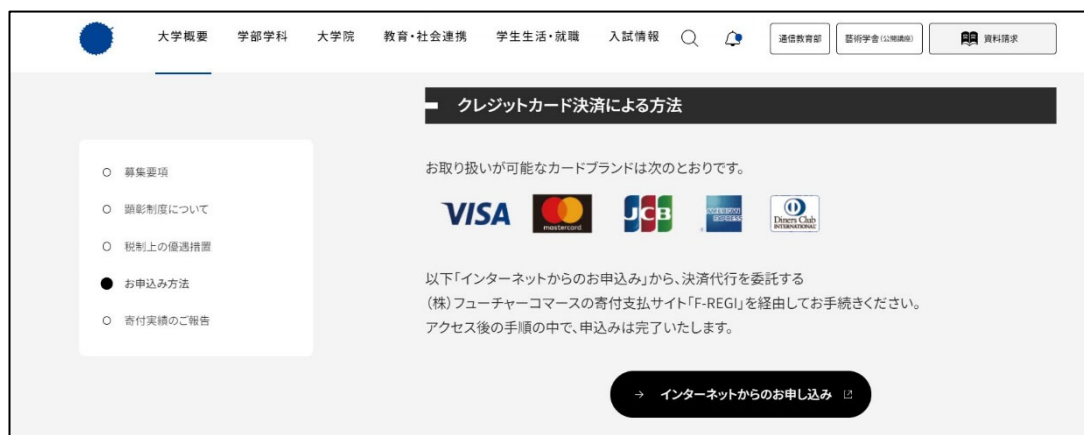 大学概要 学部学科 大学院 教育・社会連携 学生生活・就職 入試情報 通信教育部 藝術学舎(公開講座) 資料請求
クレジットカード決済による方法
募集要項
顕彰制度について
税制上の優遇措置
お申込み方法
寄付実績のご報告
お取り扱いが可能なカードブランドは次のとおりです。
VISA mastercard JCB AMERICAN EXPRESS Diners Club INTERNATIONAL
以下「インターネットからのお申込み」から、決済代行を委託する
(株)フューチャーコマースの寄付支払サイト「F-REGI」を経由してお手続きください。
アクセス後の手順の中で、申込みは完了いたします。
→ インターネットからのお申し込み